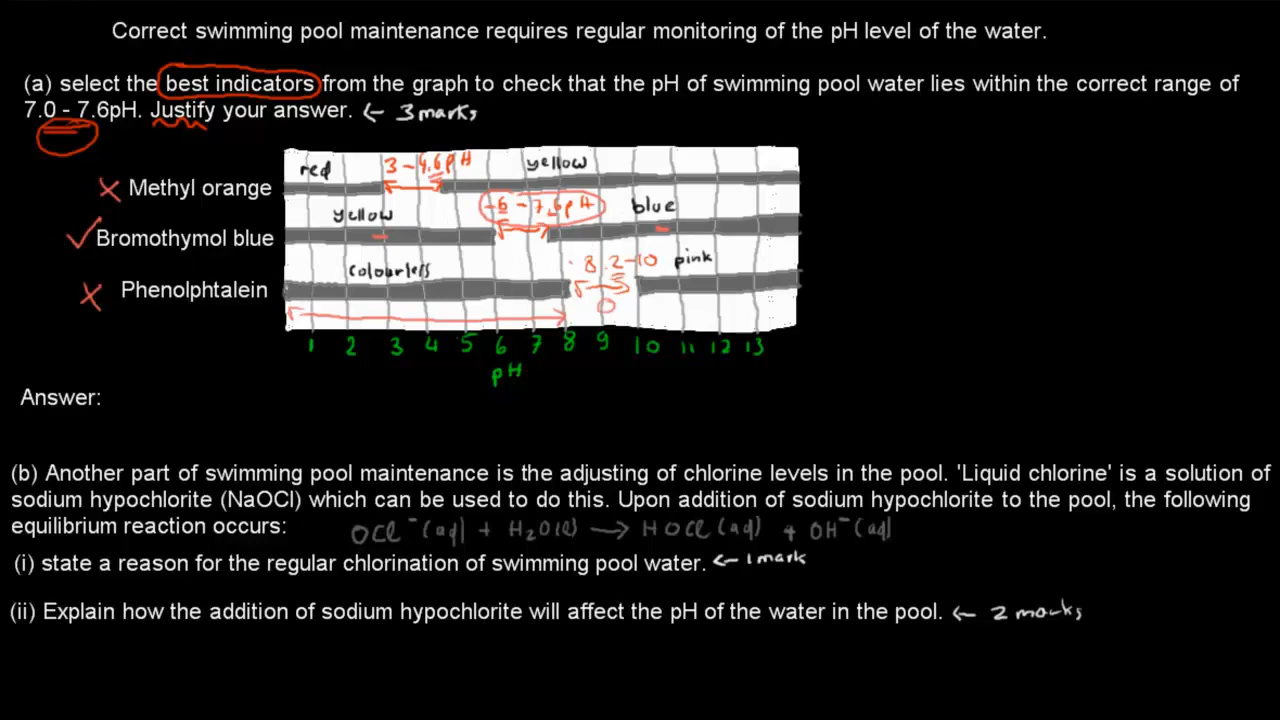 Correct swimming pool maintenance requires regular monitoring of the pH level of the water.
(a) select the best indicators from the graph to check that the pH of swimming pool water lies within the correct range of
7.0 - 7.6pH. Justify your answer. ← 3 marks
red 3 - 4.6 pH yellow
Methyl orange
yellow 6 - 7.6 pH blue
Bromothymol blue
colourless 8.2-10 pink
Phenolphtalein
0
1 2 3 4 5 6 7 8 9 10 11 12 13
pH
Answer:
(b) Another part of swimming pool maintenance is the adjusting of chlorine levels in the pool. 'Liquid chlorine' is a solution of
sodium hypochlorite (NaOCl) which can be used to do this. Upon addition of sodium hypochlorite to the pool, the following
equilibrium reaction occurs: OCl⁻(aq) + H₂O(l) → HOCl(aq) + OH⁻(aq)
(i) state a reason for the regular chlorination of swimming pool water. ← 1 mark
(ii) Explain how the addition of sodium hypochlorite will affect the pH of the water in the pool. ← 2 marks